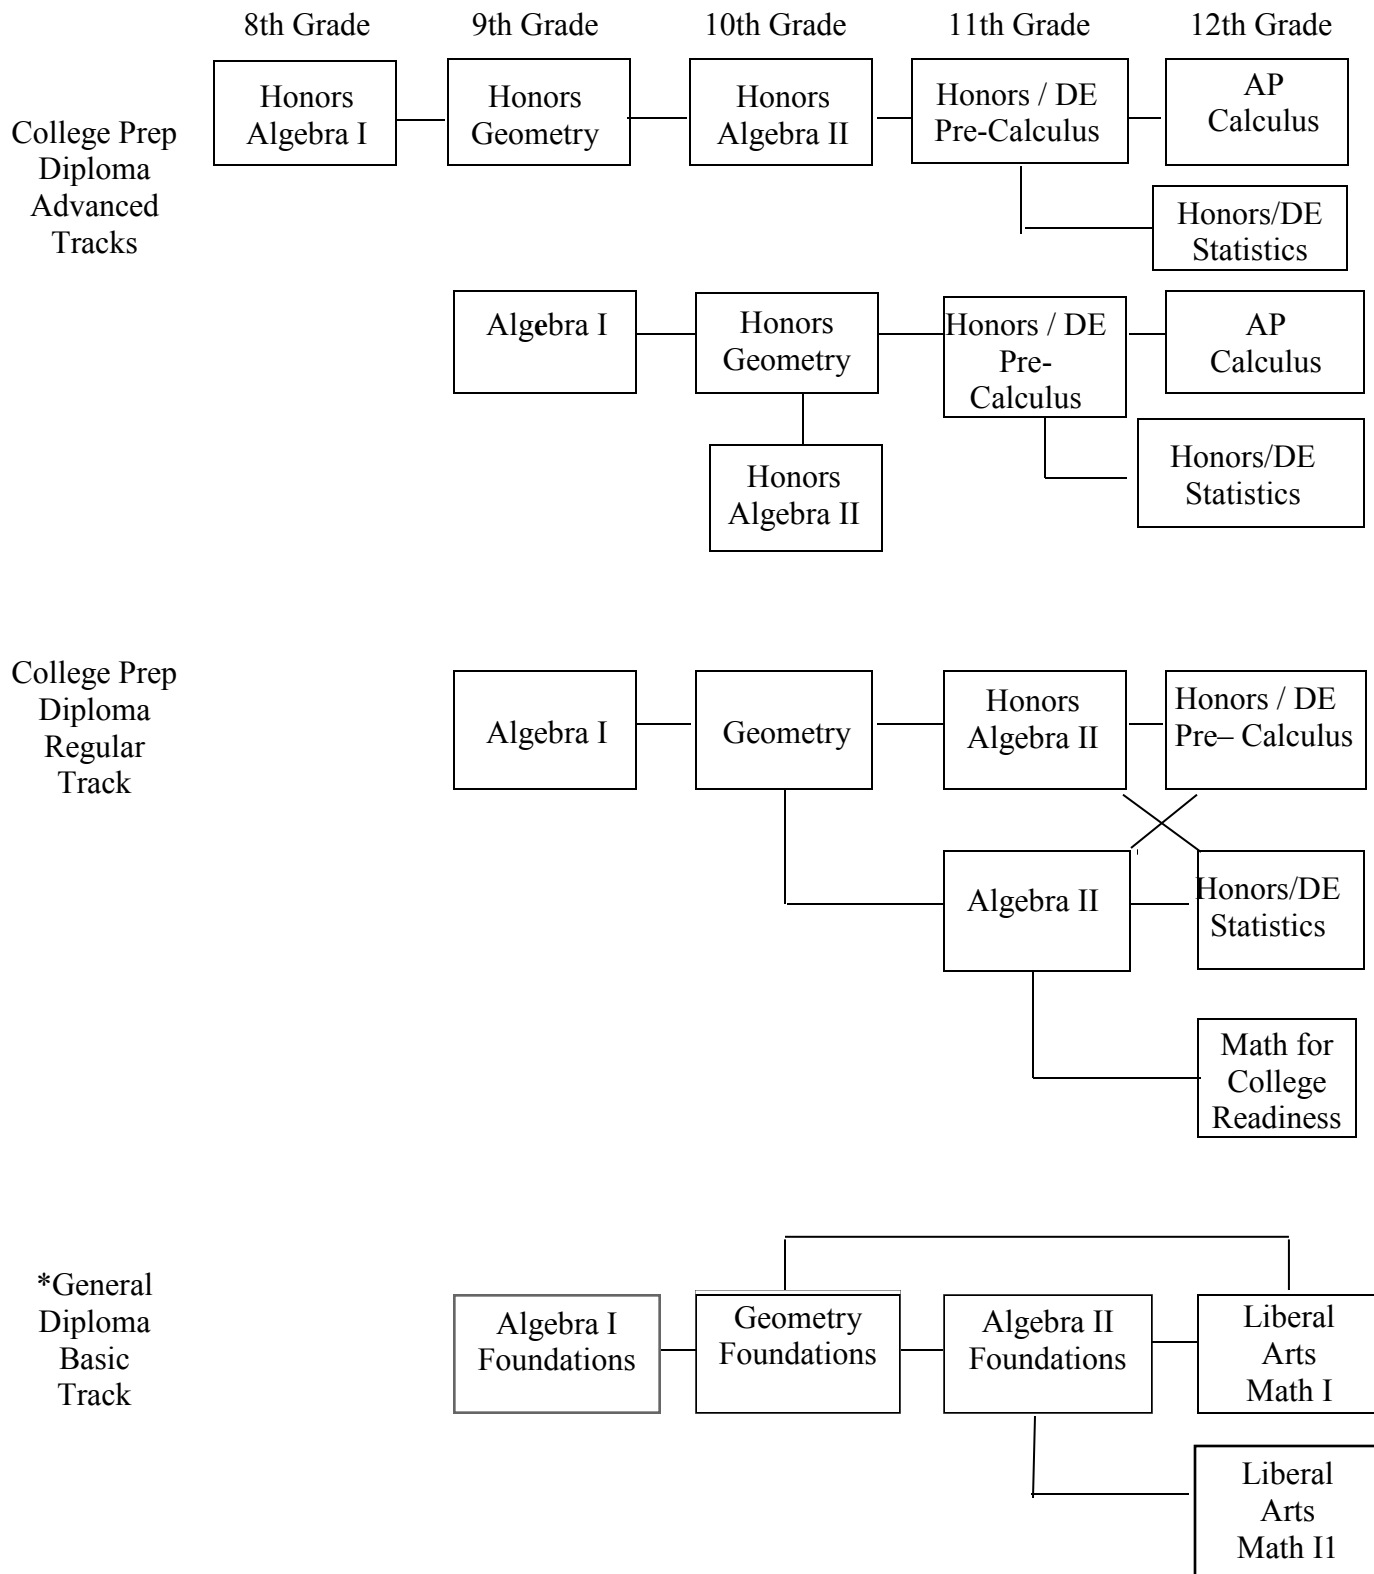 8th Grade 9th Grade 10th Grade 11th Grade 12th Grade
College Prep
Diploma
Advanced
Tracks
Honors
Algebra I
Honors
Geometry
Honors
Algebra II
Honors / DE
Pre-Calculus
AP
Calculus
Honors/DE
Statistics
Algebra I
Honors
Geometry
Honors / DE
Pre-
Calculus
AP
Calculus
Honors
Algebra II
Honors/DE
Statistics
College Prep
Diploma
Regular
Track
Algebra I
Geometry
Honors
Algebra II
Honors / DE
Pre– Calculus
Algebra II
Honors/DE
Statistics
Math for
College
Readiness
*General
Diploma
Basic
Track
Algebra I
Foundations
Geometry
Foundations
Algebra II
Foundations
Liberal
Arts
Math I
Liberal
Arts
Math I1